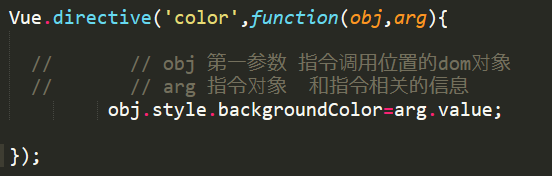 Vue.directive('color',function(obj,arg){
// // obj 第一参数 指令调用位置的dom对象
// // arg 指令对象 和指令相关的信息
obj.style.backgroundColor=arg.value;
});